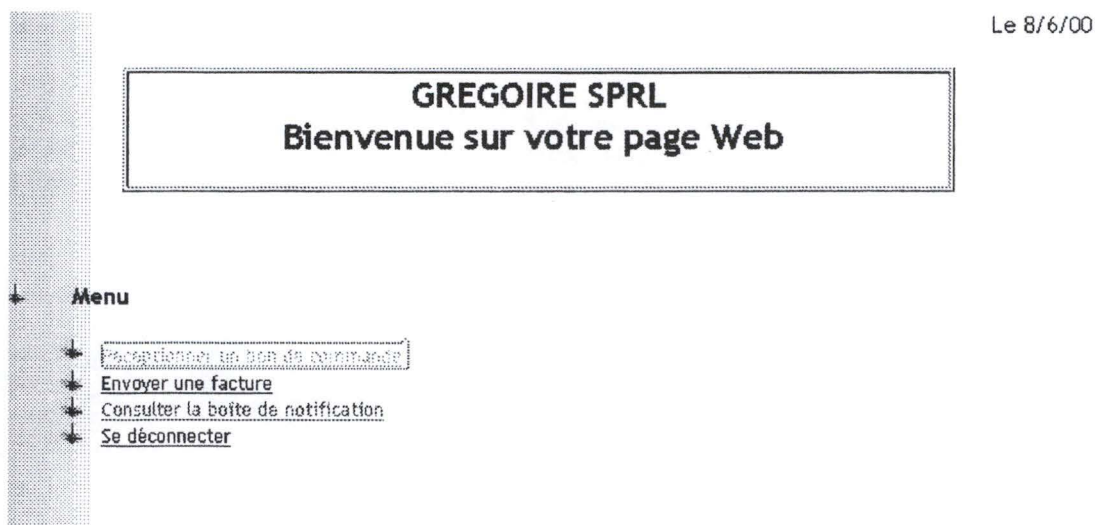 Le 8/6/00
GREGOIRE SPRL
Bienvenue sur votre page Web
Menu
Réceptionner un bon de commande
Envoyer une facture
Consulter la boîte de notification
Se déconnecter